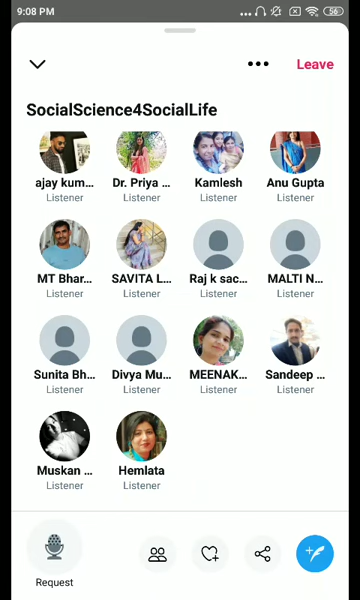 9:08 PM
56
Leave
SocialScience4SocialLife
ajay kum... Dr. Priya ... Kamlesh Anu Gupta
Listener Listener Listener Listener
MT Bhar... SAVITA L... Raj k sac... MALTI N...
Listener Listener Listener Listener
Sunita Bh... Divya Mu... MEENAK... Sandeep ...
Listener Listener Listener Listener
Muskan ... Hemlata
Listener Listener
Request